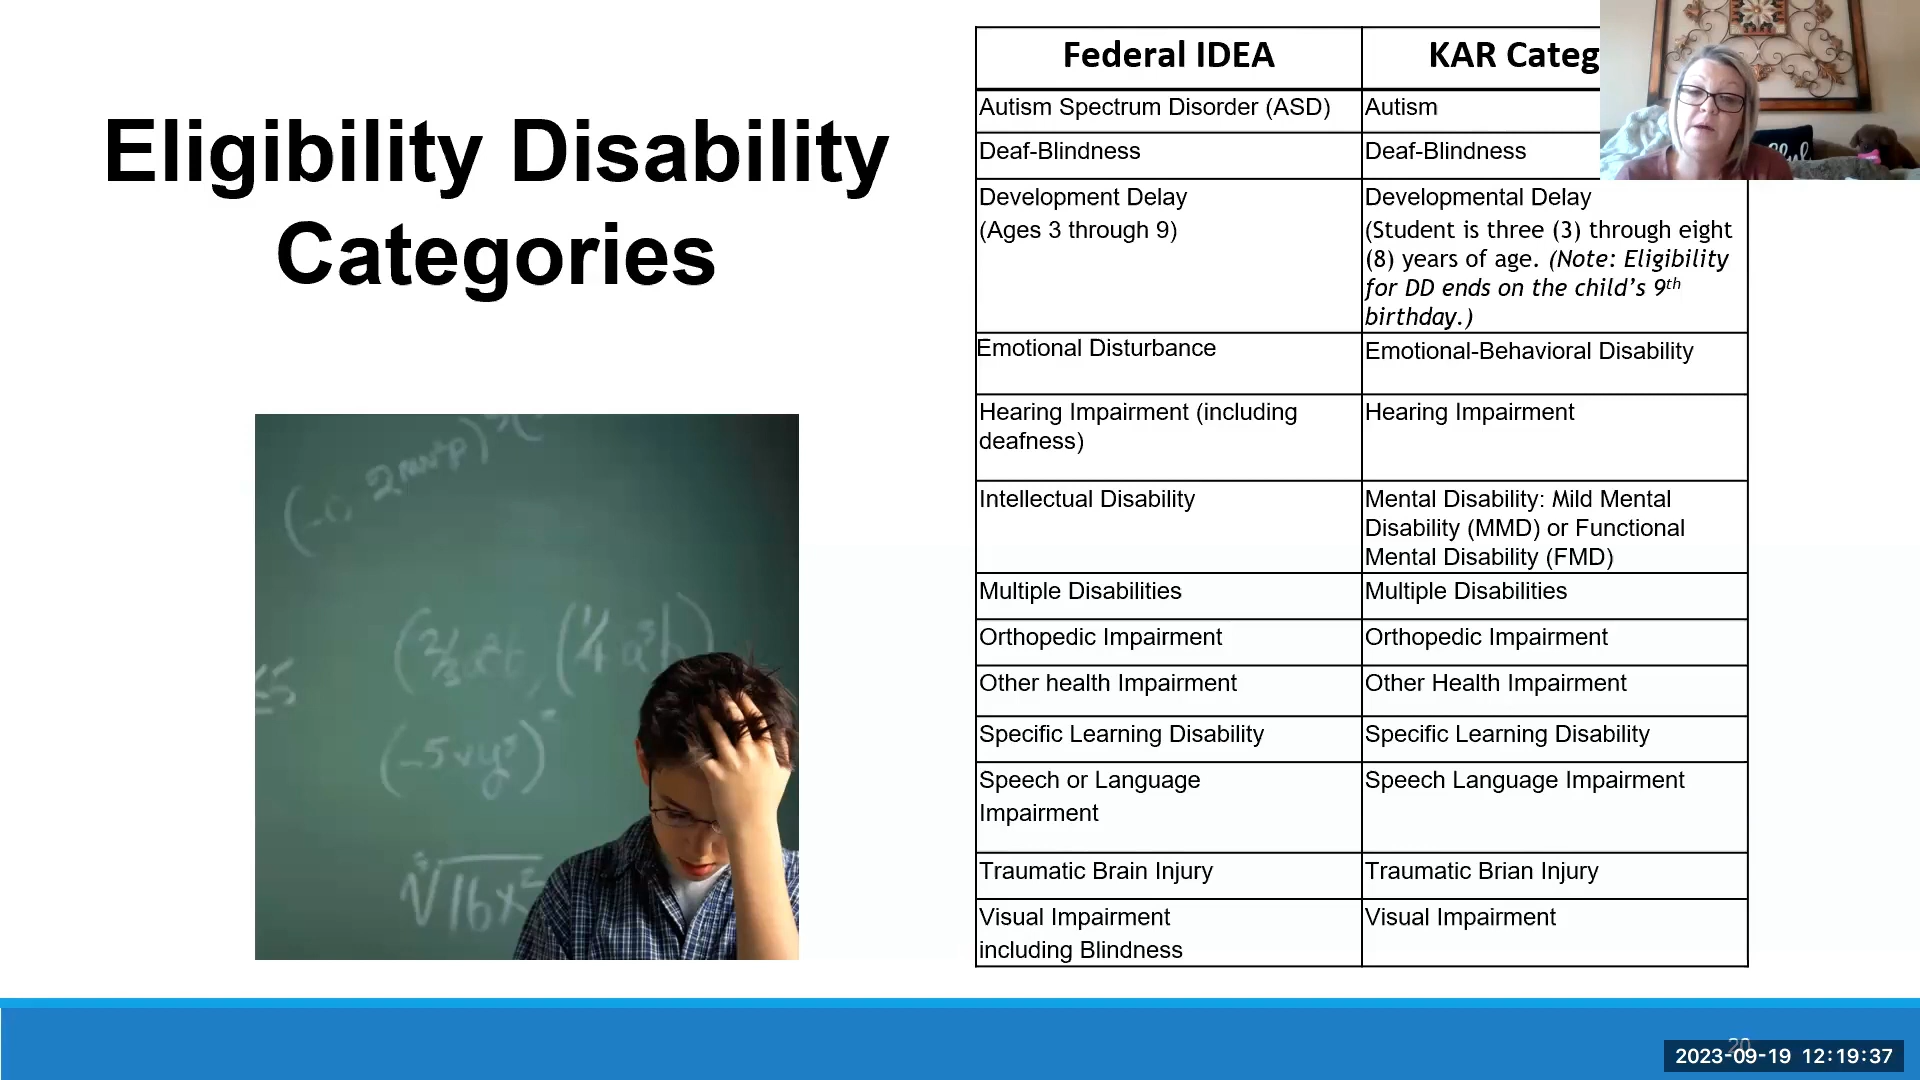 Eligibility Disability
Categories
Federal IDEA
KAR Categ
Autism Spectrum Disorder (ASD)
Autism
Deaf-Blindness
Deaf-Blindness
Development Delay
(Ages 3 through 9)
Developmental Delay
(Student is three (3) through eight
(8) years of age. (Note: Eligibility
for DD ends on the child's 9th
birthday.)
Emotional Disturbance
Emotional-Behavioral Disability
Hearing Impairment (including
deafness)
Hearing Impairment
Intellectual Disability
Mental Disability: Mild Mental
Disability (MMD) or Functional
Mental Disability (FMD)
Multiple Disabilities
Multiple Disabilities
Orthopedic Impairment
Orthopedic Impairment
Other health Impairment
Other Health Impairment
Specific Learning Disability
Specific Learning Disability
Speech or Language
Impairment
Speech Language Impairment
Traumatic Brain Injury
Traumatic Brian Injury
Visual Impairment
including Blindness
Visual Impairment
20
2023-09-19 12:19:37